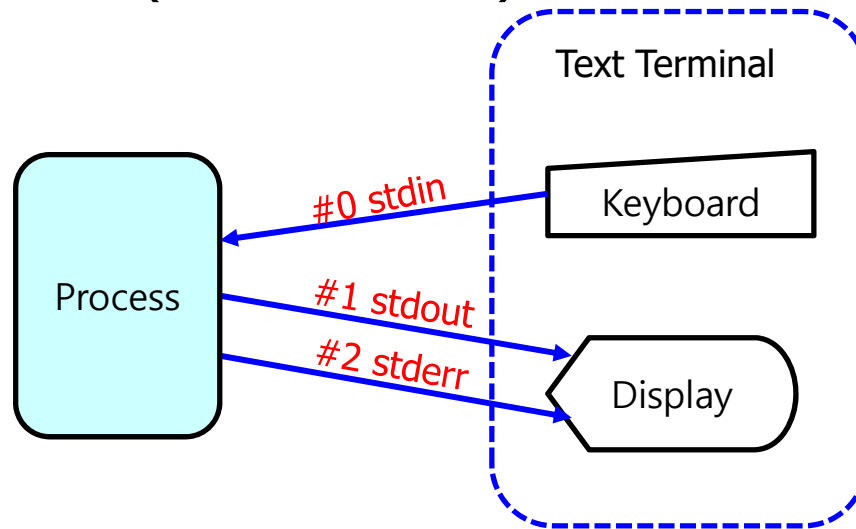 Text Terminal
#0 stdin
Keyboard
Process
#1 stdout
#2 stderr
Display